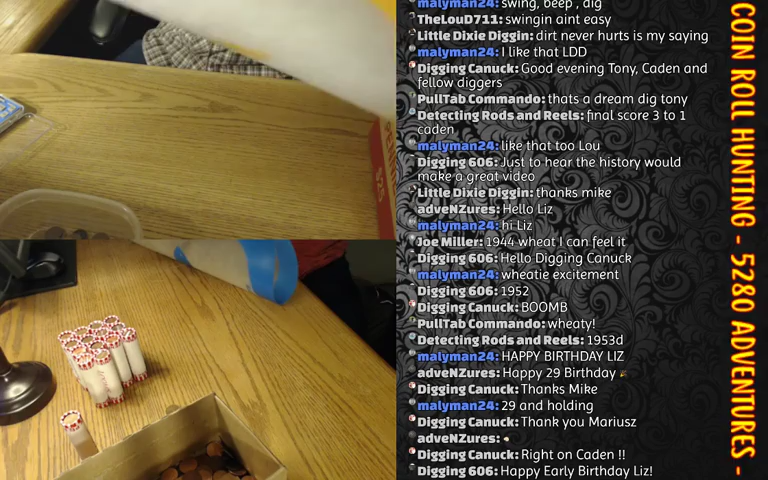 malyman24: swing, beep , dig
TheLouD711: swingin aint easy
Little Dixie Diggin: dirt never hurts is my saying
malyman24: I like that LDD
Digging Canuck: Good evening Tony, Caden and
fellow diggers
PullTab Commando: thats a dream dig tony
Detecting Rods and Reels: final score 3 to 1
caden
malyman24: like that too Lou
Digging 606: Just to hear the history would
make a great video
Little Dixie Diggin: thanks mike
adveNZures: Hello Liz
malyman24: hi Liz
Joe Miller: 1944 wheat I can feel it
Digging 606: Hello Digging Canuck
malyman24: wheatie excitement
Digging 606: 1952
Digging Canuck: BOOMB
PullTab Commando: wheaty!
Detecting Rods and Reels: 1953d
malyman24: HAPPY BIRTHDAY LIZ
adveNZures: Happy 29 Birthday 🎉
Digging Canuck: Thanks Mike
malyman24: 29 and holding
Digging Canuck: Thank you Mariusz
adveNZures:
Digging Canuck: Right on Caden !!
Digging 606: Happy Early Birthday Liz!
COIN ROLL HUNTING - 5280 ADVENTURES -
$25